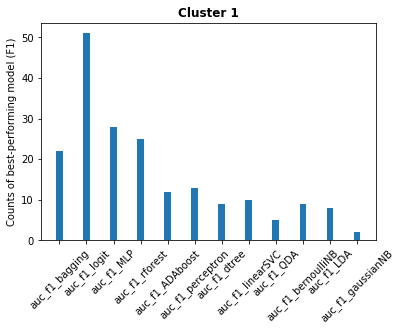 Cluster 1
Counts of best-performing model (F1)
50
40
30
20
10
0
auc_f1_bagging
auc_f1_logit
auc_f1_MLP
auc_f1_rforest
auc_f1_ADAboost
auc_f1_perceptron
auc_f1_dtree
auc_f1_linearSVC
auc_f1_QDA
auc_f1_bernoulliNB
auc_f1_LDA
auc_f1_gaussianNB